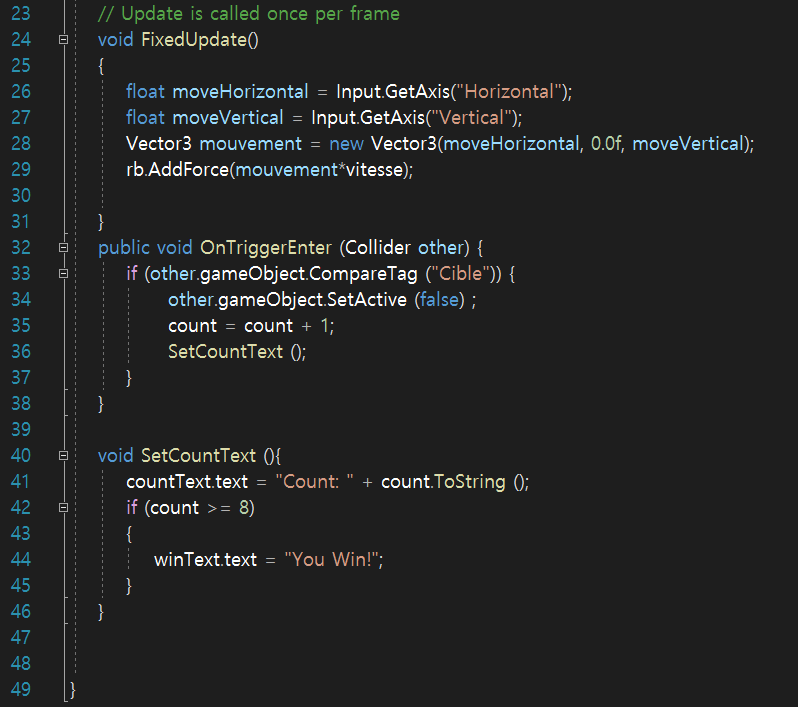 23 // Update is called once per frame
24 void FixedUpdate()
25 {
26 float moveHorizontal = Input.GetAxis("Horizontal");
27 float moveVertical = Input.GetAxis("Vertical");
28 Vector3 mouvement = new Vector3(moveHorizontal, 0.0f, moveVertical);
29 rb.AddForce(mouvement*vitesse);
30
31 }
32 public void OnTriggerEnter (Collider other) {
33 if (other.gameObject.CompareTag ("Cible")) {
34 other.gameObject.SetActive (false) ;
35 count = count + 1;
36 SetCountText ();
37 }
38 }
39
40 void SetCountText (){
41 countText.text = "Count: " + count.ToString ();
42 if (count >= 8)
43 {
44 winText.text = "You Win!";
45 }
46 }
47
48
49 }